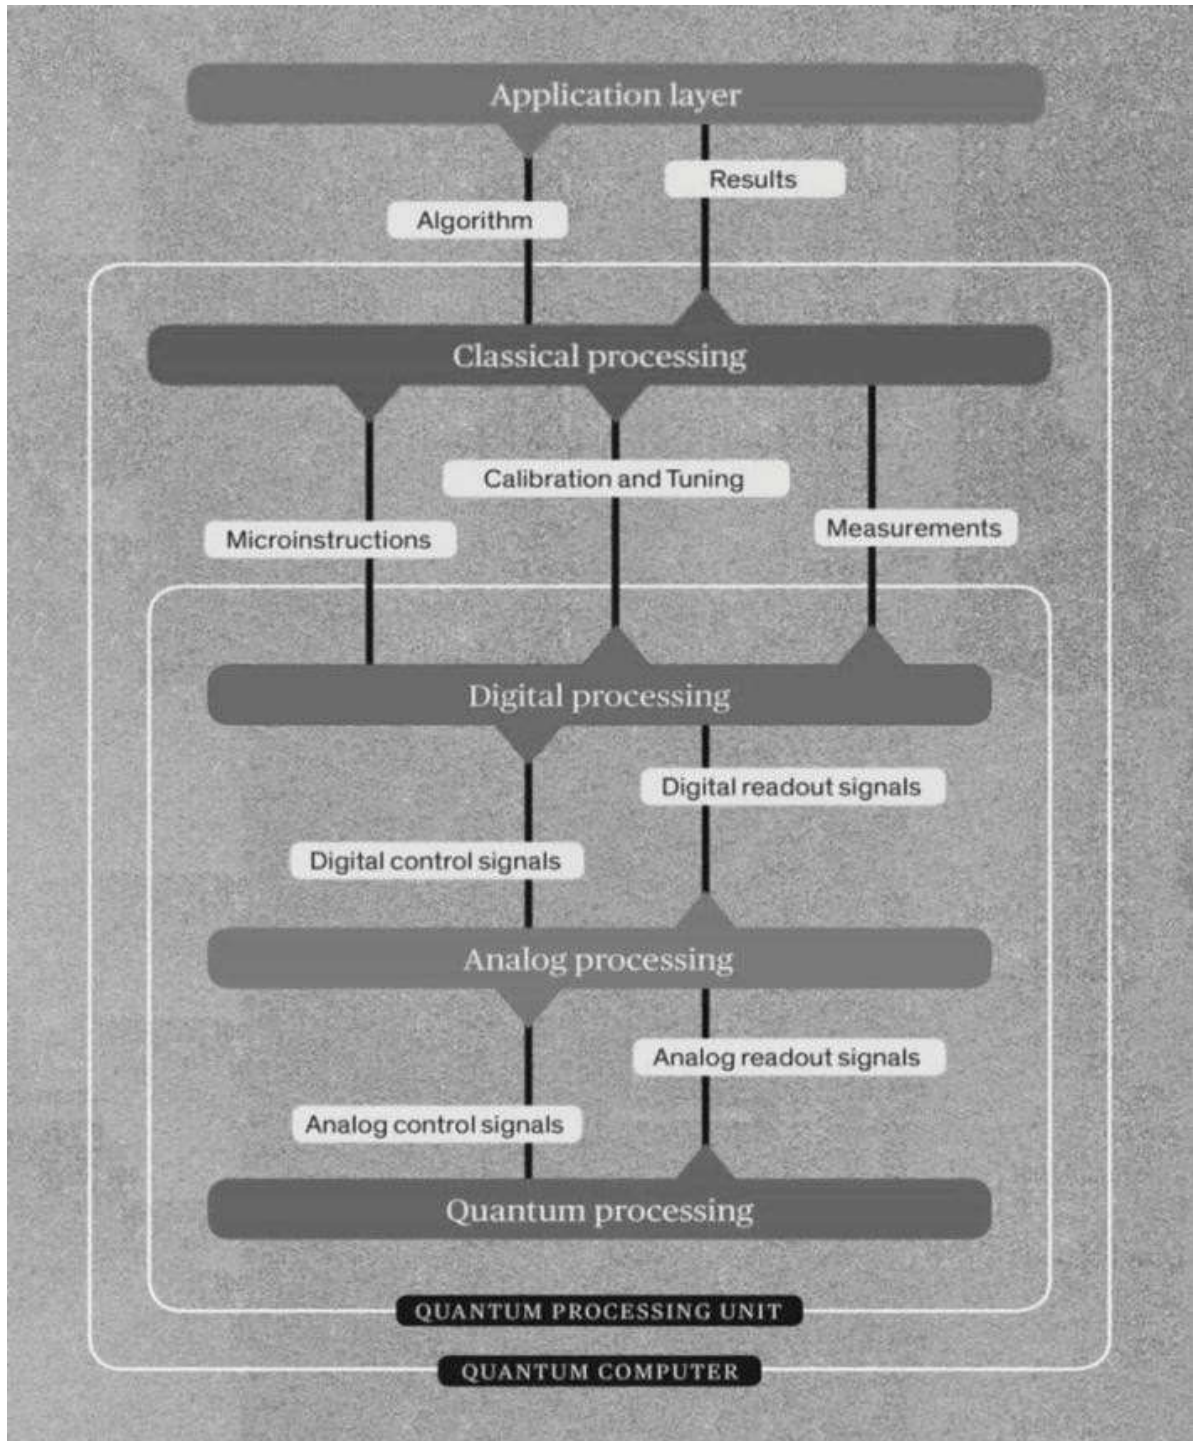 Application layer
Results
Algorithm
Classical processing
Calibration and Tuning
Measurements
Microinstructions
Digital processing
Digital readout signals
Digital control signals
Analog processing
Analog readout signals
Analog control signals
Quantum processing
QUANTUM PROCESSING UNIT
QUANTUM COMPUTER